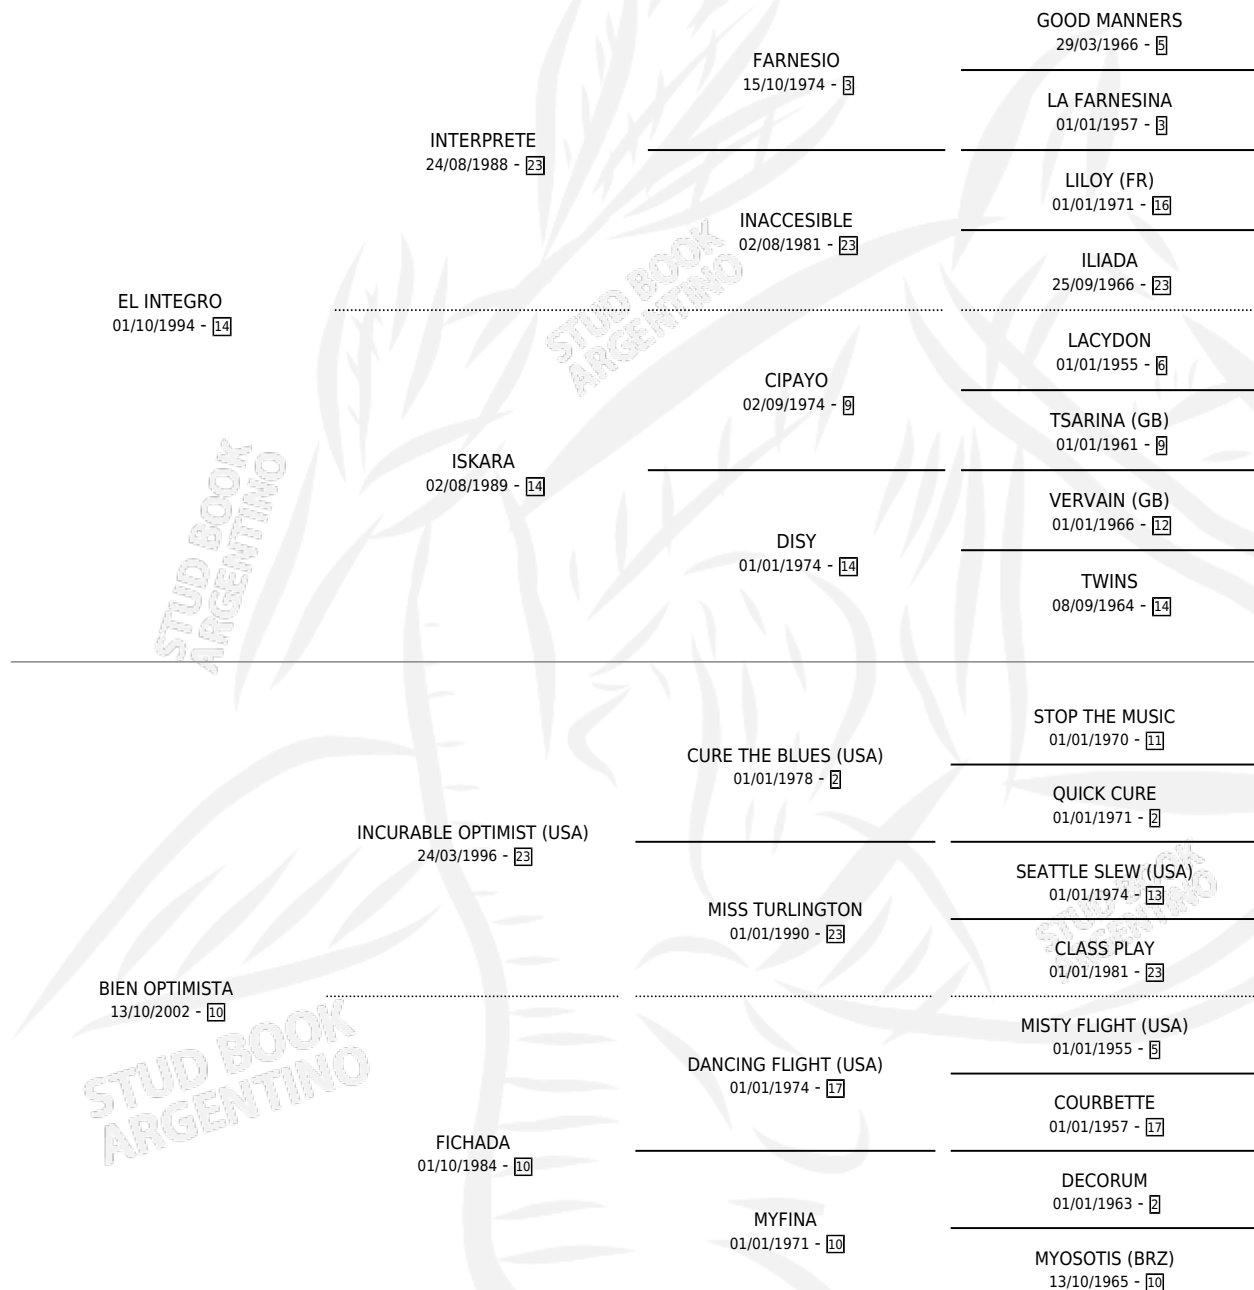 GOOD MANNERS
29/03/1966 - 5
FARNESIO
15/10/1974 - 3
LA FARNESINA
01/01/1957 - 3
INTERPRETE
24/08/1988 - 23
LILOY (FR)
01/01/1971 - 16
INACCESIBLE
02/08/1981 - 23
ILIADA
25/09/1966 - 23
EL INTEGRO
01/10/1994 - 14
STUD BOOK
ARGENTINO
LACYDON
01/01/1955 - 6
CIPAYO
02/09/1974 - 9
TSARINA (GB)
01/01/1961 - 9
ISKARA
02/08/1989 - 14
VERVAIN (GB)
01/01/1966 - 12
DISY
01/01/1974 - 14
TWINS
08/09/1964 - 14
STUD BOOK
ARGENTINO
STOP THE MUSIC
01/01/1970 - 11
CURE THE BLUES (USA)
01/01/1978 - 2
QUICK CURE
01/01/1971 - 2
INCURABLE OPTIMIST (USA)
24/03/1996 - 23
SEATTLE SLEW (USA)
01/01/1974 - 13
MISS TURLINGTON
01/01/1990 - 23
STUD BOOK
ARGENTINO
CLASS PLAY
01/01/1981 - 23
BIEN OPTIMISTA
13/10/2002 - 10
MISTY FLIGHT (USA)
01/01/1955 - 5
DANCING FLIGHT (USA)
01/01/1974 - 17
COURBETTE
01/01/1957 - 17
STUD BOOK
ARGENTINO
FICHADA
01/10/1984 - 10
DECORUM
01/01/1963 - 2
MYFINA
01/01/1971 - 10
MYOSOTIS (BRZ)
13/10/1965 - 10